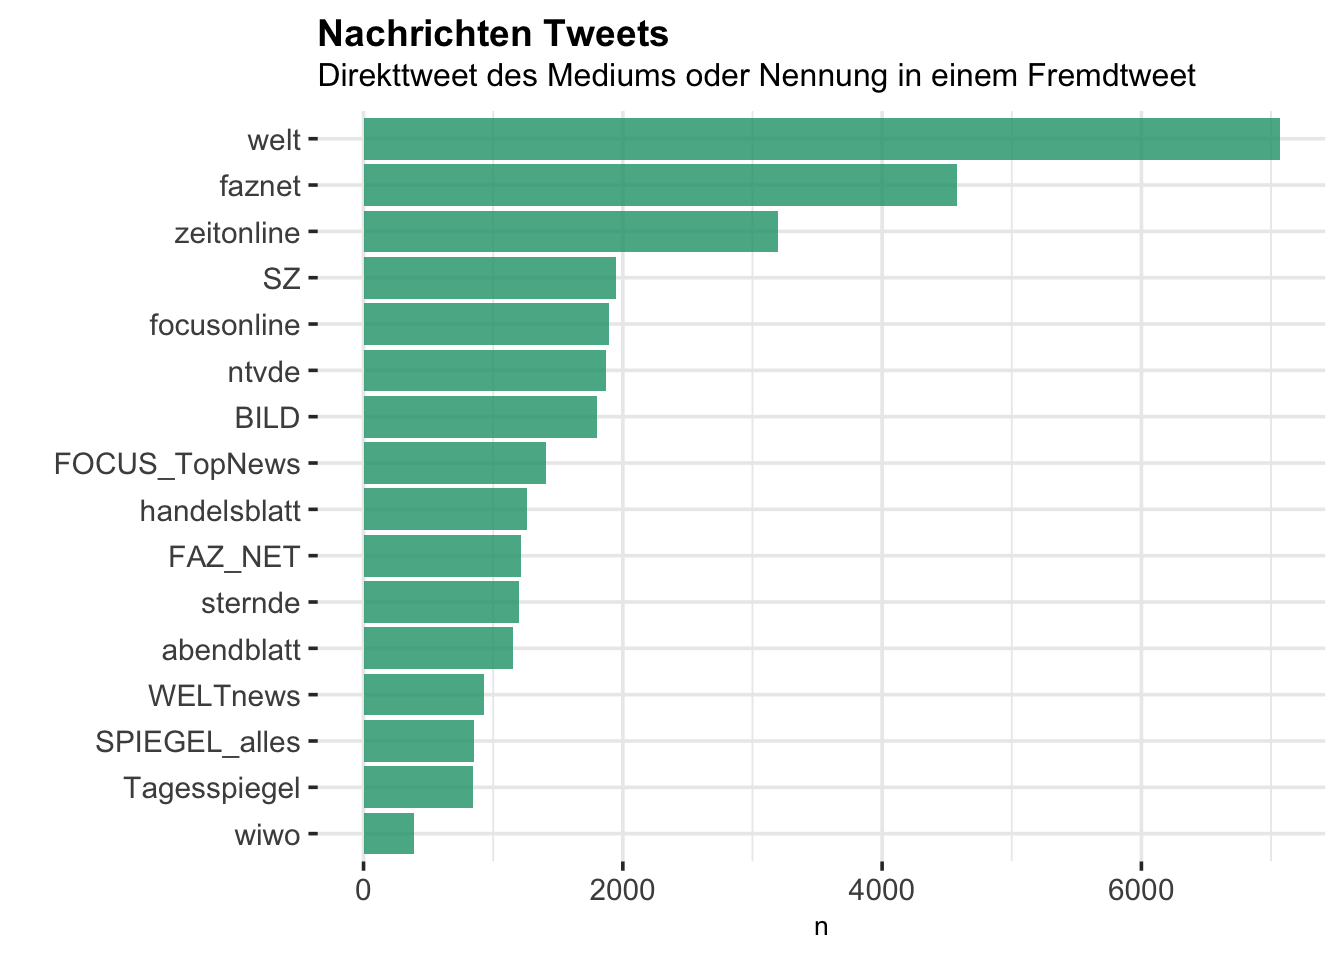 Nachrichten Tweets
Direkttweet des Mediums oder Nennung in einem Fremdtweet
welt
faznet
zeitonline
SZ
focusonline
ntvde
BILD
FOCUS_TopNews
handelsblatt
FAZ_NET
sternde
abendblatt
WELTnews
SPIEGEL_alles
Tagesspiegel
wiwo
0 2000 4000 6000
n